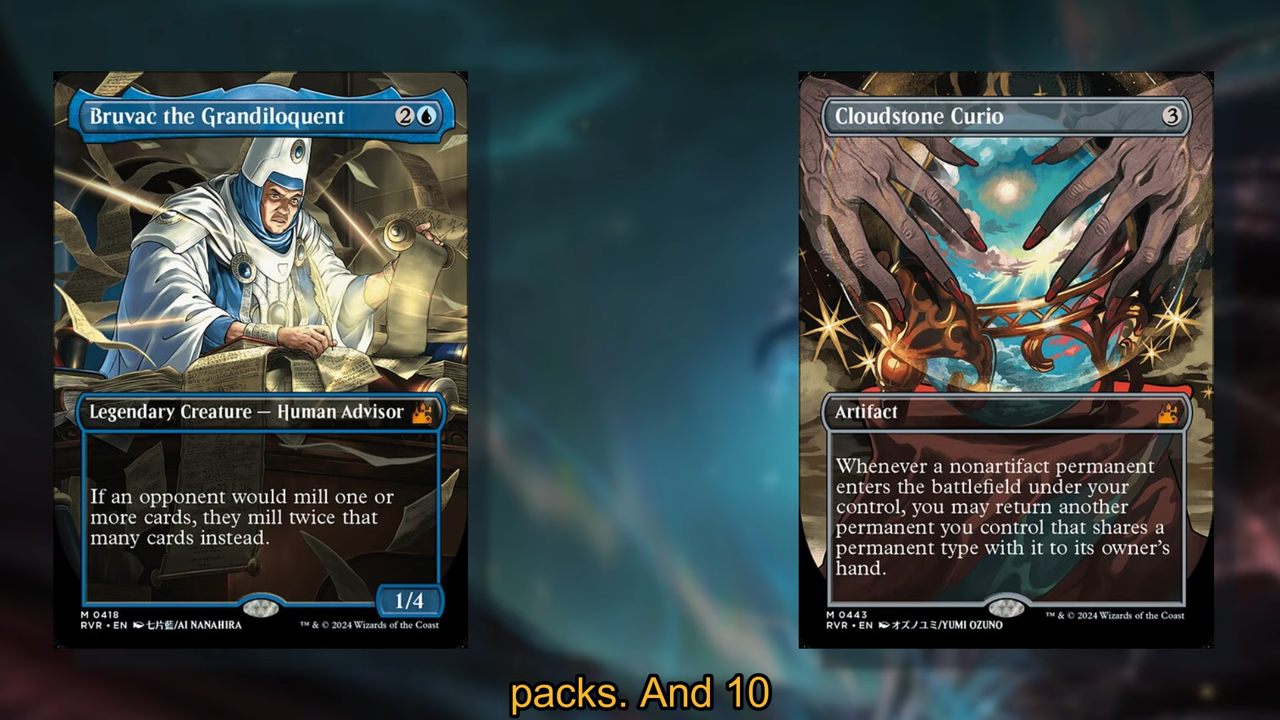 Bruvac the Grandiloquent
2
Legendary Creature — Human Advisor
If an opponent would mill one or
more cards, they mill twice that
many cards instead.
1/4
M 0418
RVR • EN 七片藍/AI NANAHIRA
™ & © 2024 Wizards of the Coast
Cloudstone Curio
3
Artifact
Whenever a nonartifact permanent
enters the battlefield under your
control, you may return another
permanent you control that shares a
permanent type with it to its owner's
hand.
M 0443
RVR • EN オズノユミ/YUMI OZUNO
™ & © 2024 Wizards of the Coast
packs. And 10